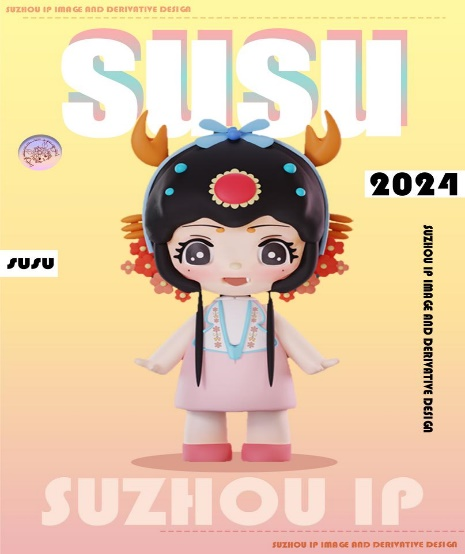 SUZHOU IP IMAGE AND DERIVATIVE DESIGN
SUSU
2024
SUSU
SUZHOU IP IMAGE AND DERIVATIVE DESIGN
SUZHOU IP
SUZHOU IP IMAGE AND DERIVATIVE DESIGN